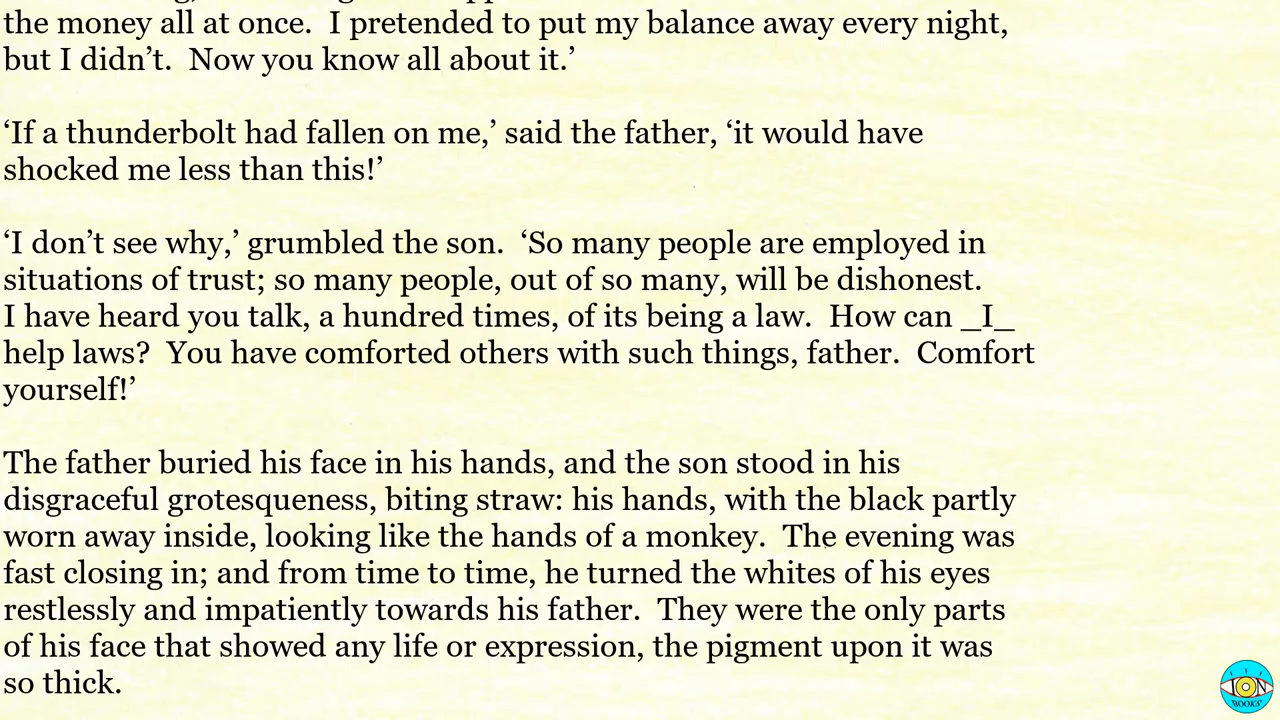 the money all at once.  I pretended to put my balance away every night,
but I didn’t.  Now you know all about it.’
‘If a thunderbolt had fallen on me,’ said the father, ‘it would have
shocked me less than this!’
‘I don’t see why,’ grumbled the son.  ‘So many people are employed in
situations of trust; so many people, out of so many, will be dishonest.
I have heard you talk, a hundred times, of its being a law.  How can _I_
help laws?  You have comforted others with such things, father.  Comfort
yourself!’
The father buried his face in his hands, and the son stood in his
disgraceful grotesqueness, biting straw: his hands, with the black partly
worn away inside, looking like the hands of a monkey.  The evening was
fast closing in; and from time to time, he turned the whites of his eyes
restlessly and impatiently towards his father.  They were the only parts
of his face that showed any life or expression, the pigment upon it was
so thick.
ION
BOOKS